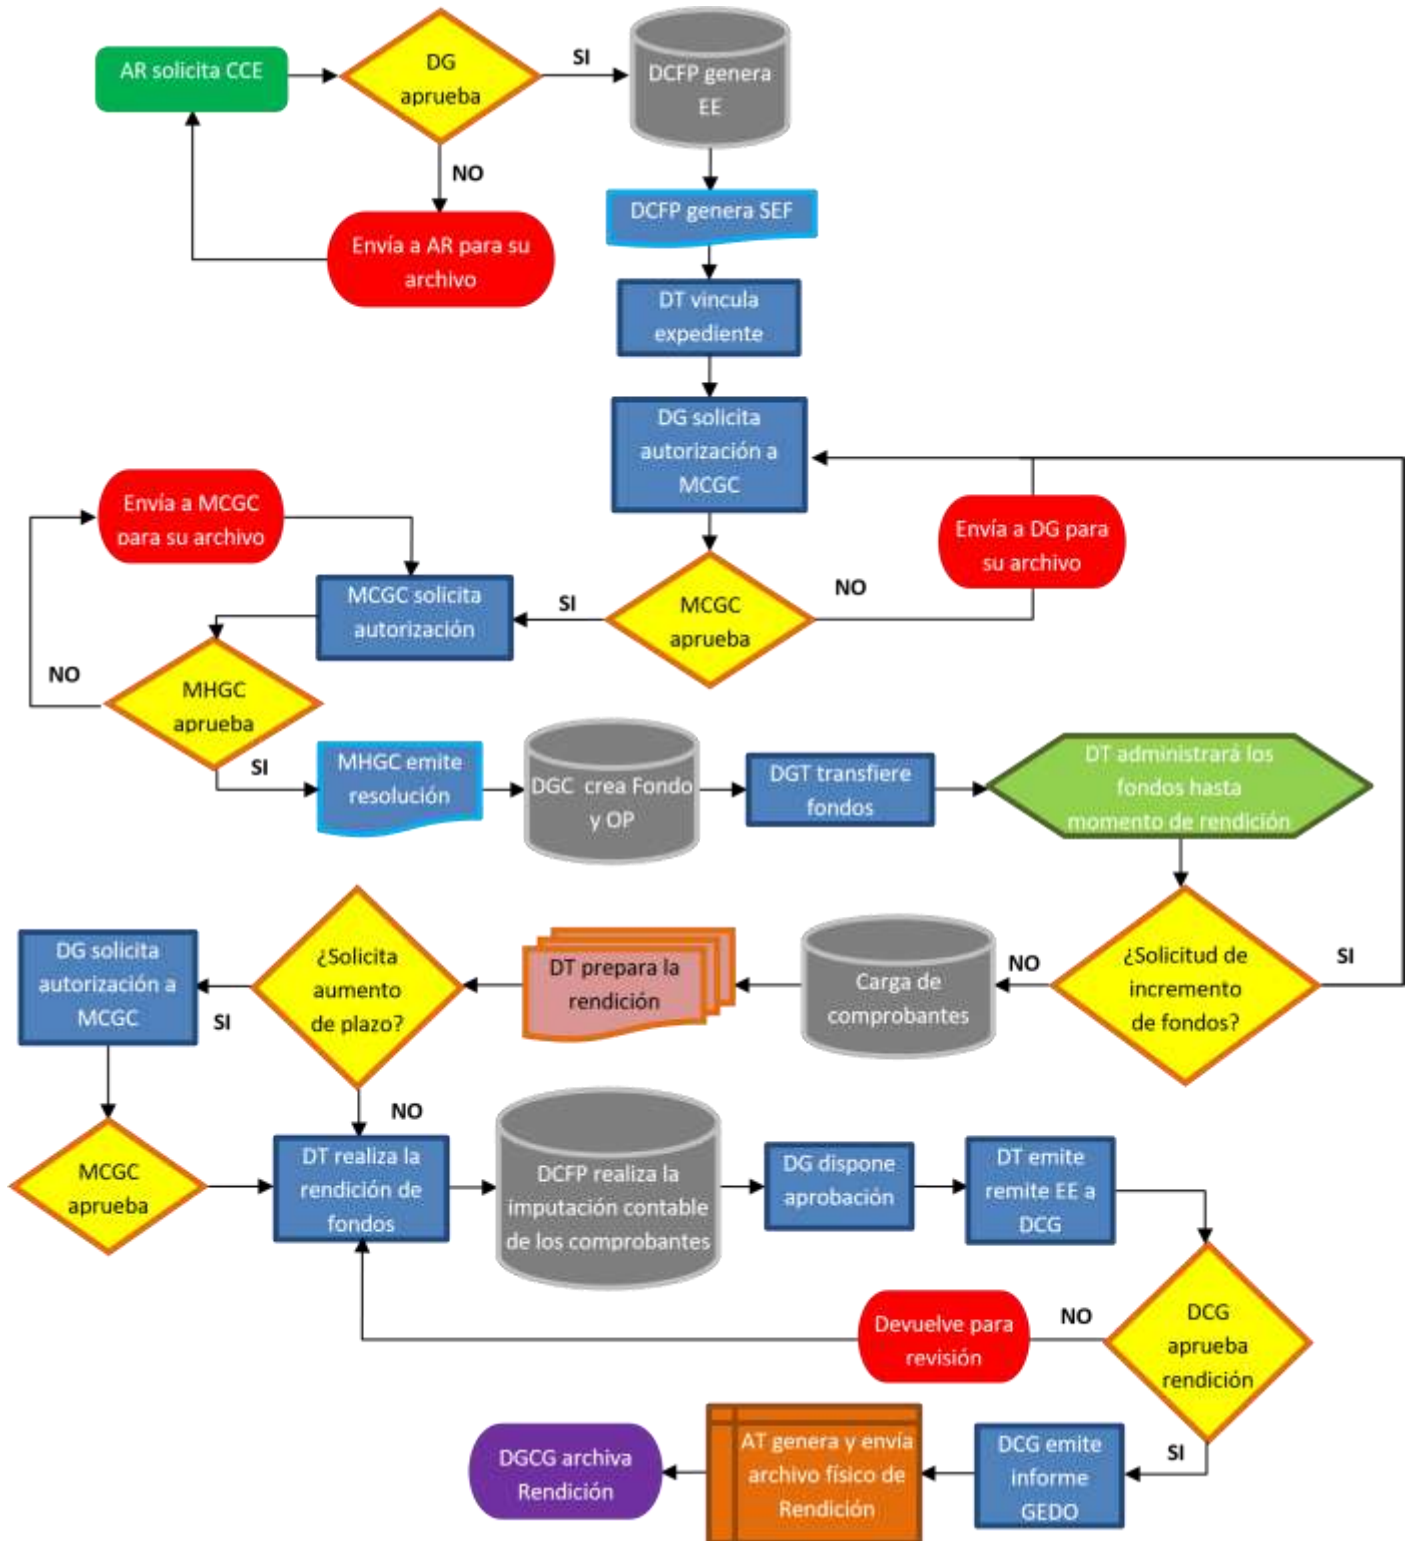 AR solicita CCE
DG
aprueba
SI
DCFP genera
EE
NO
Envía a AR para su
archivo
DCFP genera SEF
DT vincula
expediente
DG solicita
autorización a
MCGC
Envía a MCGC
para su archivo
Envía a DG para
su archivo
MCGC solicita
autorización
SI
MCGC
aprueba
NO
NO
MHGC
aprueba
SI
MHGC emite
resolución
DGC crea Fondo
y OP
DGT transfiere
fondos
DT administrará los
fondos hasta
momento de rendición
DG solicita
autorización a
MCGC
SI
¿Solicita
aumento
de plazo?
DT prepara la
rendición
Carga de
comprobantes
NO
¿Solicitud de
incremento
de fondos?
SI
NO
MCGC
aprueba
DT realiza la
rendición de
fondos
DCFP realiza la
imputación contable
de los comprobantes
DG dispone
aprobación
DT emite
remite EE a
DCG
Devuelve para
revisión
NO
DCG
aprueba
rendición
SI
DGCG archiva
Rendición
AT genera y envía
archivo físico de
Rendición
DCG emite
informe
GEDO